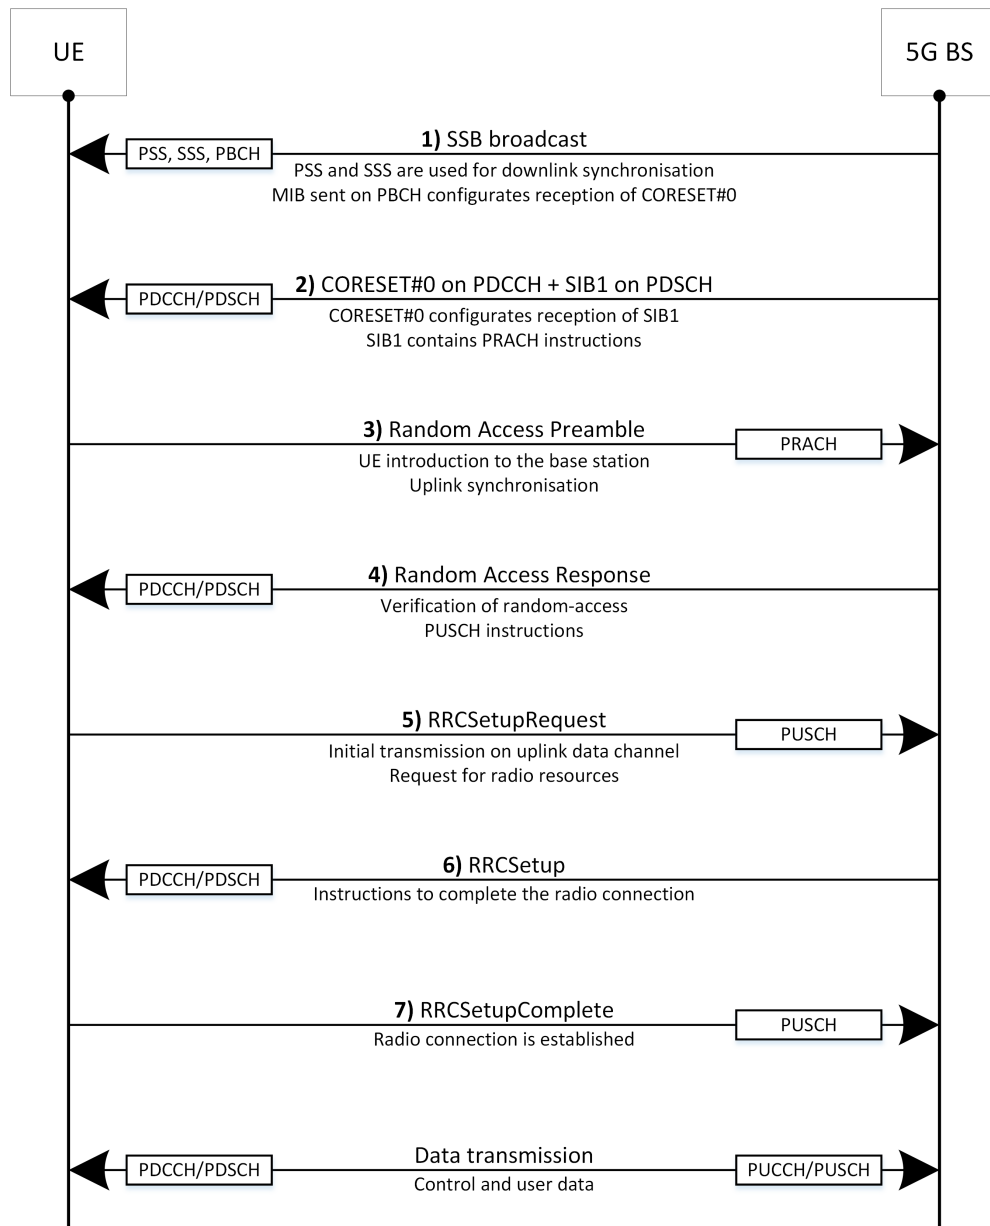 UE
5G BS
1) SSB broadcast
PSS, SSS, PBCH
PSS and SSS are used for downlink synchronisation
MIB sent on PBCH configurates reception of CORESET#0
2) CORESET#0 on PDCCH + SIB1 on PDSCH
PDCCH/PDSCH
CORESET#0 configurates reception of SIB1
SIB1 contains PRACH instructions
3) Random Access Preamble
PRACH
UE introduction to the base station
Uplink synchronisation
4) Random Access Response
PDCCH/PDSCH
Verification of random-access
PUSCH instructions
5) RRCSetupRequest
PUSCH
Initial transmission on uplink data channel
Request for radio resources
6) RRCSetup
PDCCH/PDSCH
Instructions to complete the radio connection
7) RRCSetupComplete
PUSCH
Radio connection is established
Data transmission
PDCCH/PDSCH
PUCCH/PUSCH
Control and user data